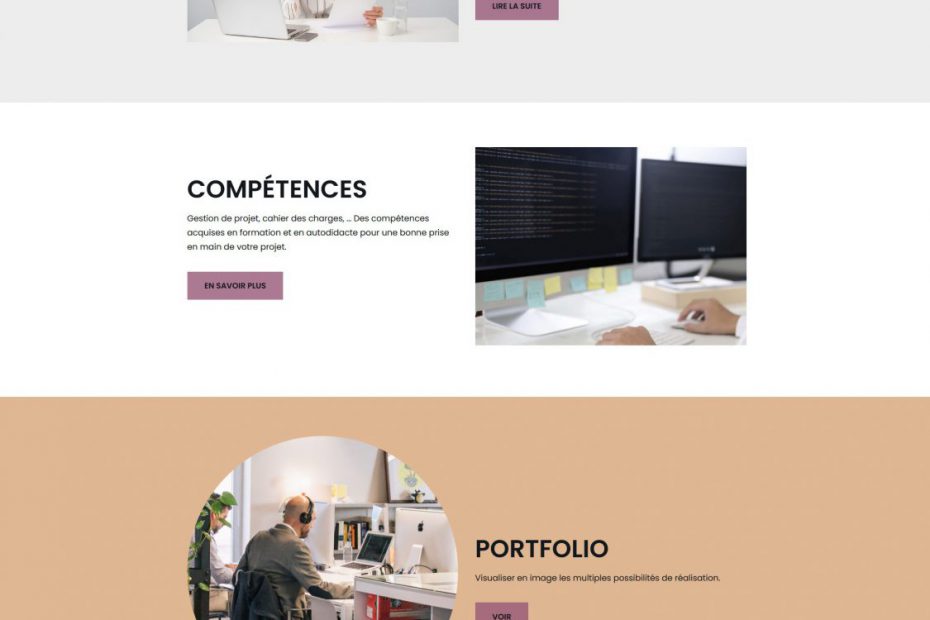 LIRE LA SUITE
COMPÉTENCES
Gestion de projet, cahier des charges, ... Des compétences
acquises en formation et en autodidacte pour une bonne prise
en main de votre projet.
EN SAVOIR PLUS
PORTFOLIO
Visualiser en image les multiples possibilités de réalisation.
VOIR